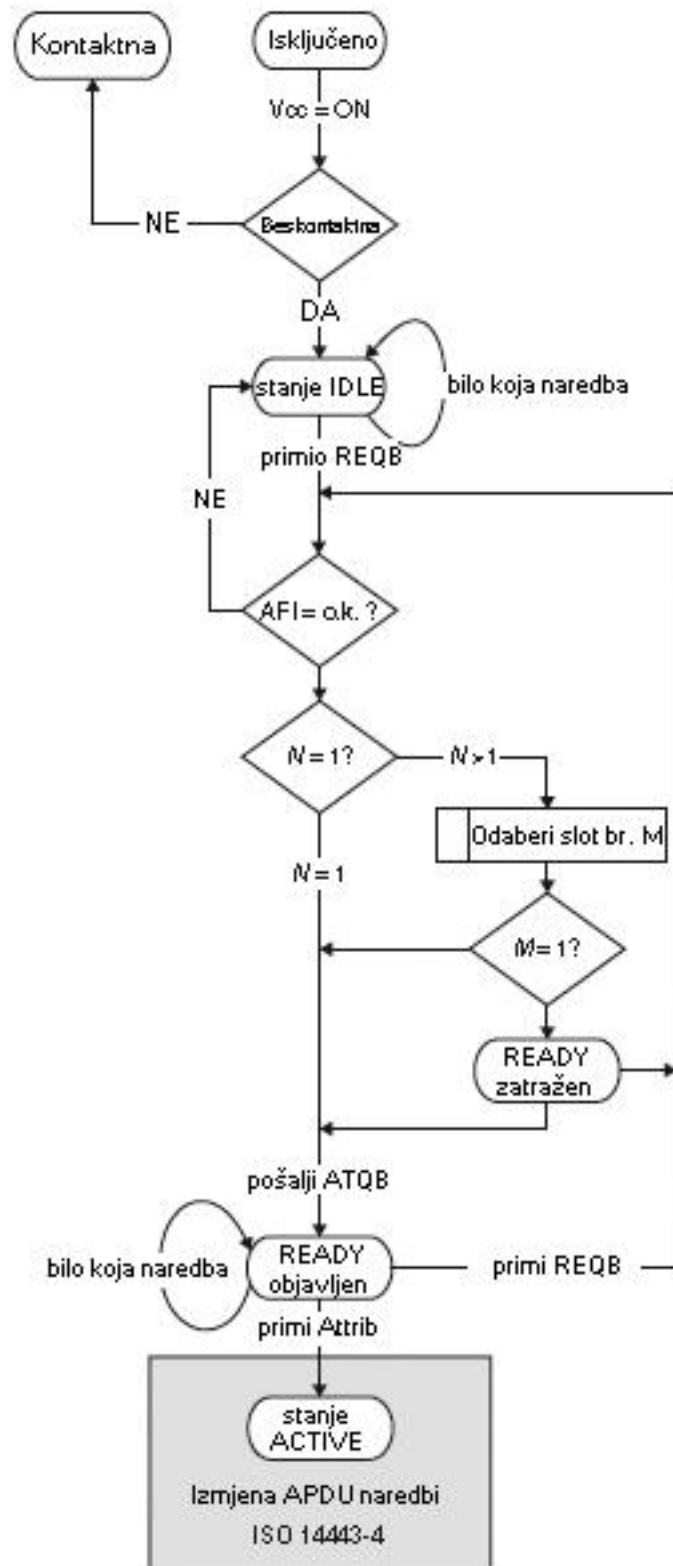 Kontaktna
Isključeno
Vcc = ON
Beskontaktna
NE
DA
stanje IDLE
bilo koja naredba
primio REQB
NE
AFI = o.k. ?
N = 1?
N > 1
Odaberi slot br. M
N = 1
M = 1?
READY
zatražen
pošalji ATQB
bilo koja naredba
READY
objavljen
primi REQB
primi Attrib
stanje
ACTIVE
Izmjena APDU naredbi
ISO 14443-4